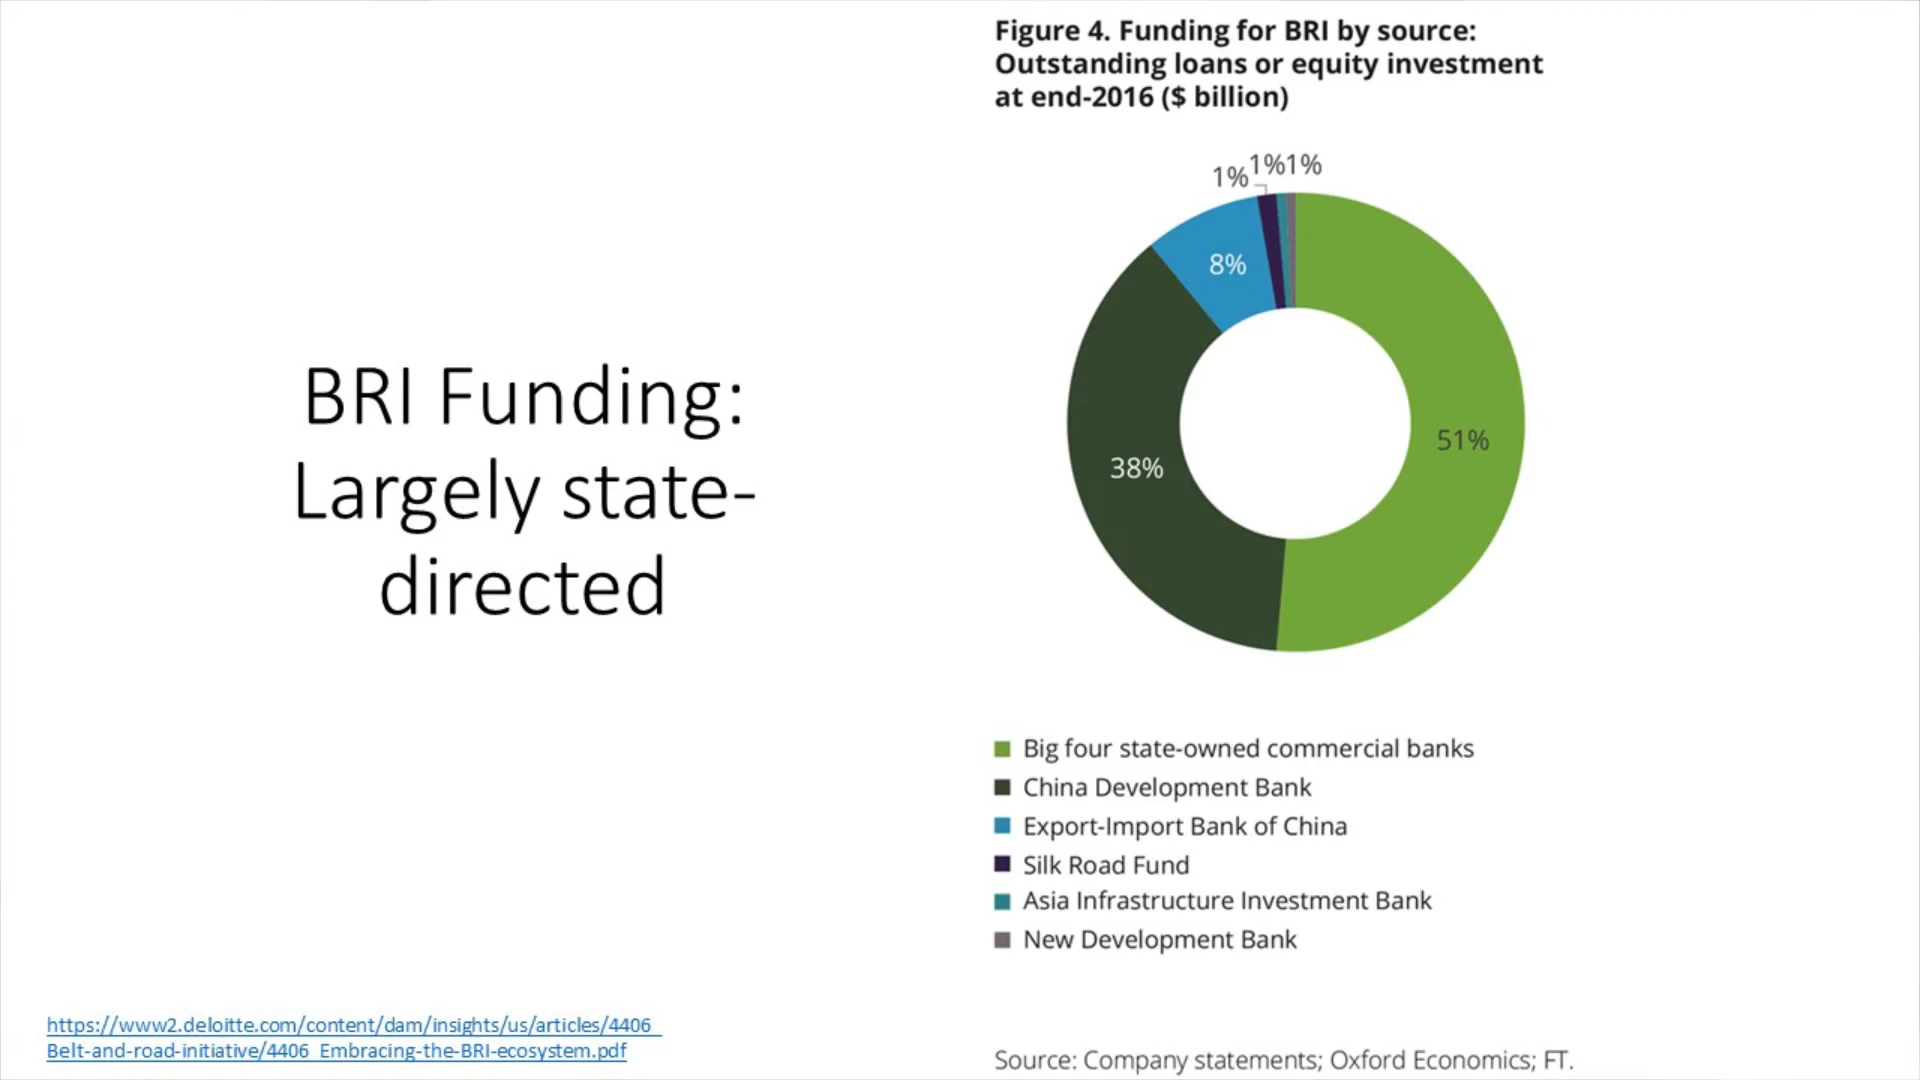 BRI Funding:
Largely state-
directed
https://www2.deloitte.com/content/dam/insights/us/articles/4406_
Belt-and-road-initiative/4406_Embracing-the-BRI-ecosystem.pdf
Figure 4. Funding for BRI by source:
Outstanding loans or equity investment
at end-2016 ($ billion)
1%
1%
1%
8%
51%
38%
Big four state-owned commercial banks
China Development Bank
Export-Import Bank of China
Silk Road Fund
Asia Infrastructure Investment Bank
New Development Bank
Source: Company statements; Oxford Economics; FT.